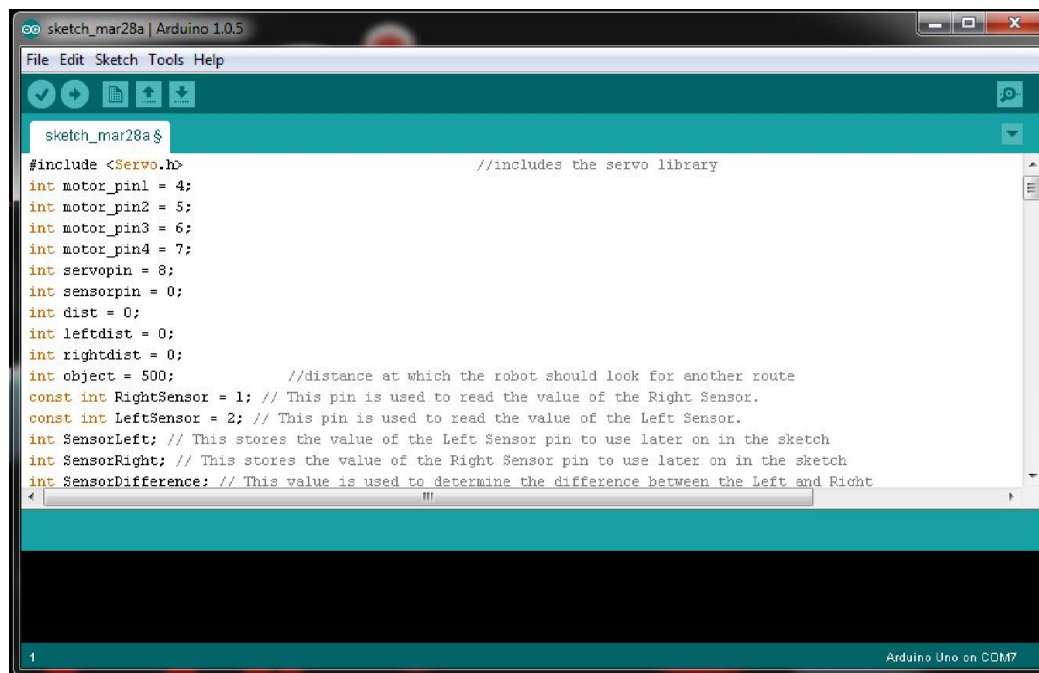 sketch_mar28a | Arduino 1.0.5
File Edit Sketch Tools Help
sketch_mar28a §
#include <Servo.h> //includes the servo library
int motor_pin1 = 4;
int motor_pin2 = 5;
int motor_pin3 = 6;
int motor_pin4 = 7;
int servopin = 8;
int sensorpin = 0;
int dist = 0;
int leftdist = 0;
int rightdist = 0;
int object = 500; //distance at which the robot should look for another route
const int RightSensor = 1; // This pin is used to read the value of the Right Sensor.
const int LeftSensor = 2; // This pin is used to read the value of the Left Sensor.
int SensorLeft; // This stores the value of the Left Sensor pin to use later on in the sketch
int SensorRight; // This stores the value of the Right Sensor pin to use later on in the sketch
int SensorDifference; // This value is used to determine the difference between the Left and Right
1 Arduino Uno on COM7